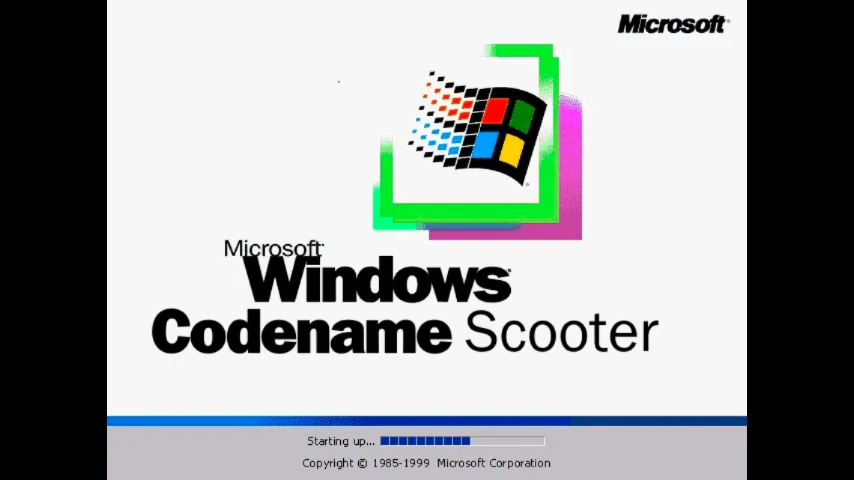 Microsoft
Microsoft
Windows
Codename Scooter
Starting up...
Copyright © 1985-1999 Microsoft Corporation